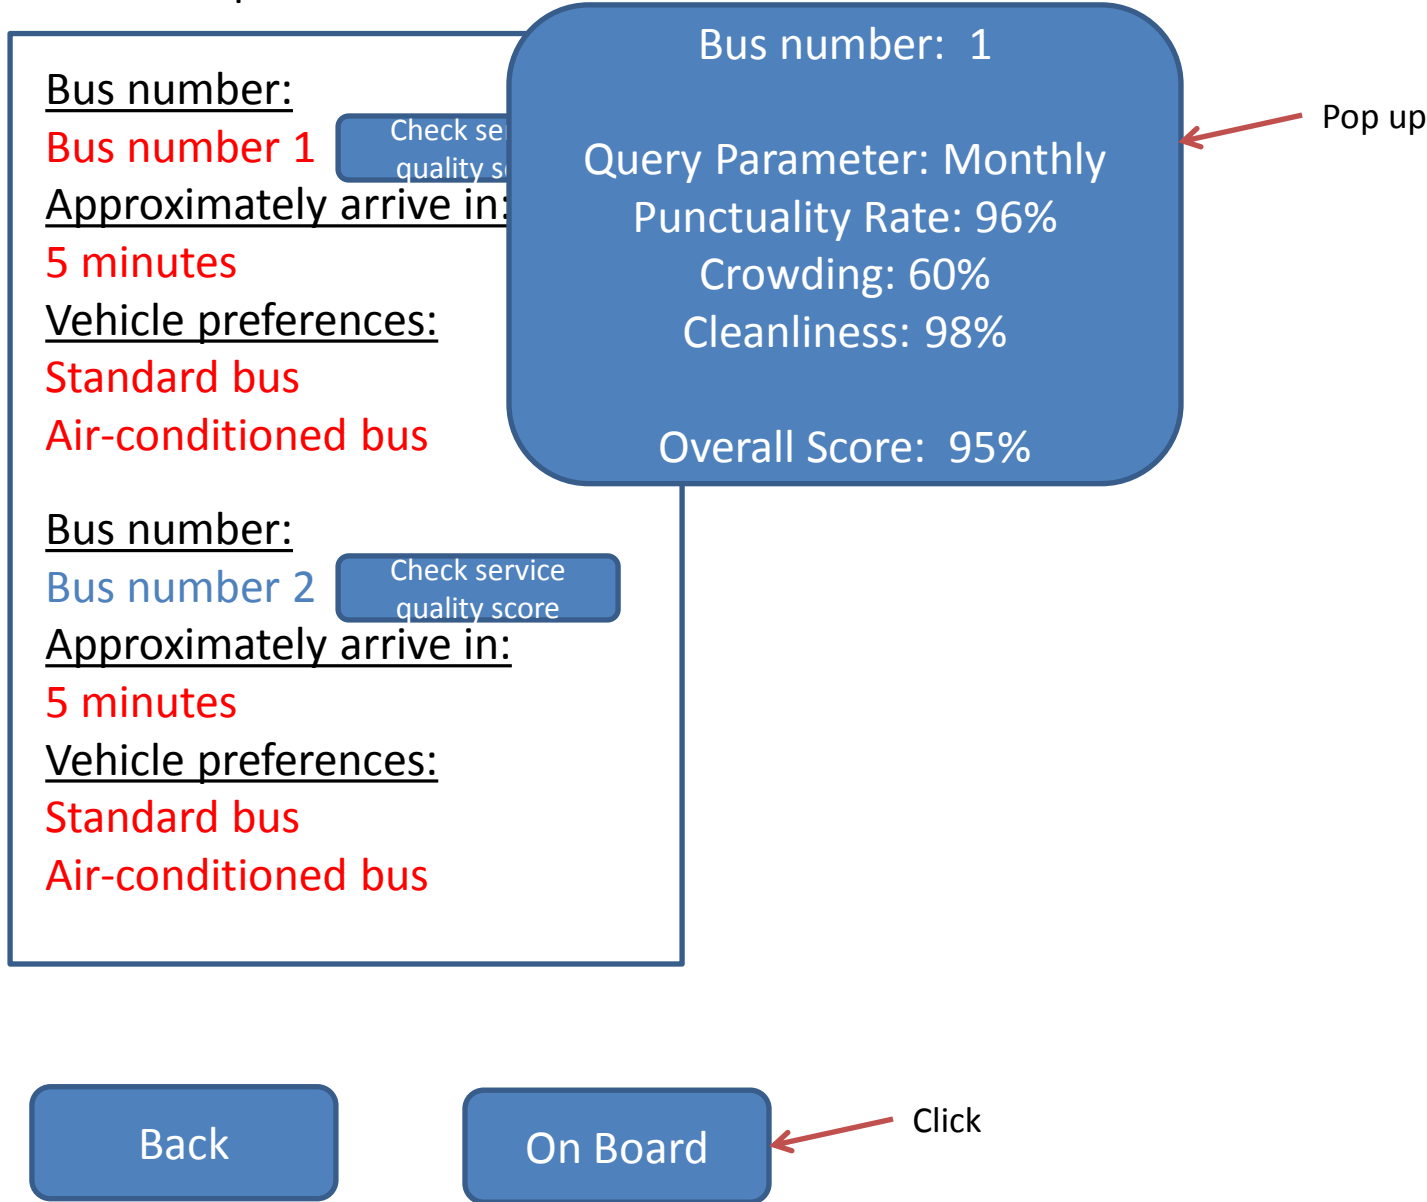 Bus number:
Bus number 1
Check se
quality s
Approximately arrive in:
5 minutes
Vehicle preferences:
Standard bus
Air-conditioned bus
Bus number: 1
Query Parameter: Monthly
Punctuality Rate: 96%
Crowding: 60%
Cleanliness: 98%
Overall Score: 95%
Pop up
Bus number:
Bus number 2
Check service
quality score
Approximately arrive in:
5 minutes
Vehicle preferences:
Standard bus
Air-conditioned bus
Back
On Board
Click